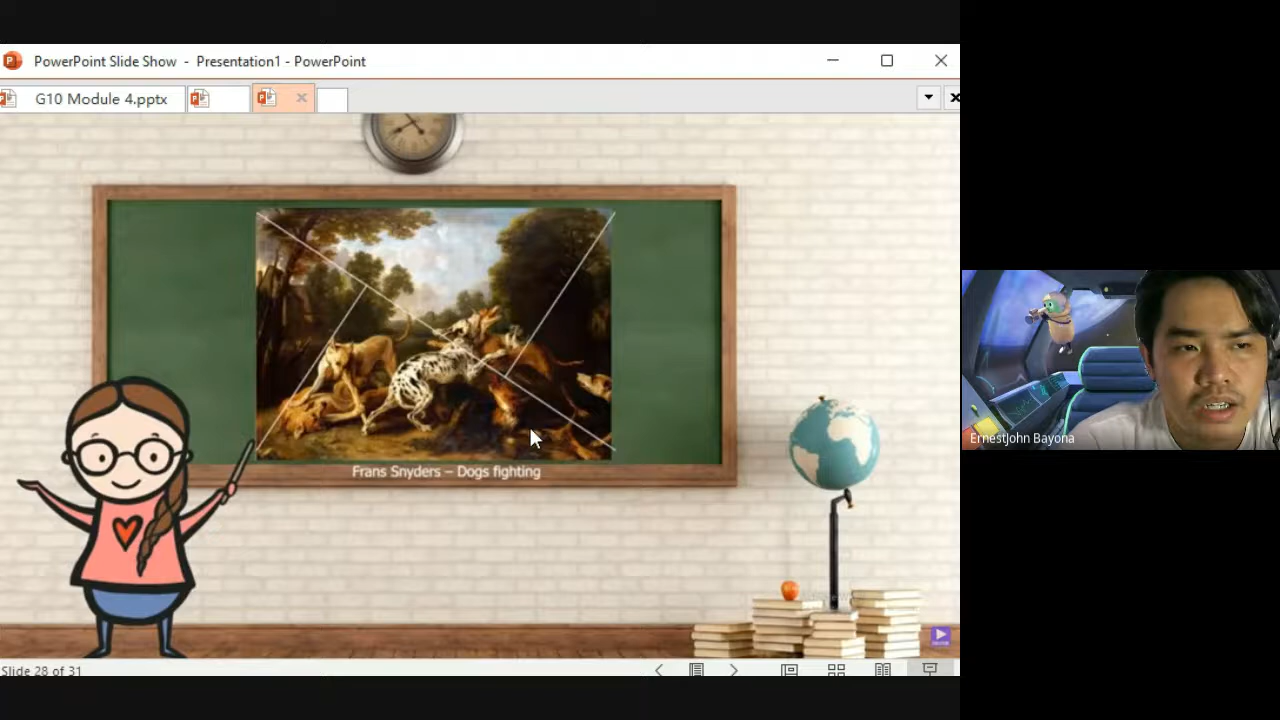 PowerPoint Slide Show - Presentation1 - PowerPoint
G10 Module 4.pptx
Frans Snyders – Dogs fighting
ErnestJohn Bayona
Slide 28 of 31